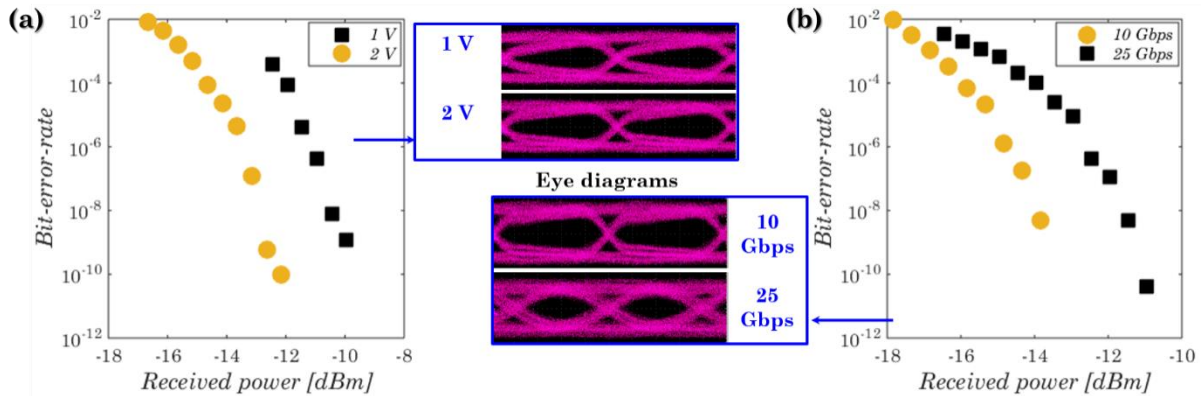 (a)
10^-2
10^-4
10^-6
10^-8
10^-10
10^-12
Bit-error-rate
1 V
2 V
-18 -16 -14 -12 -10 -8
Received power [dBm]
1 V
2 V
Eye diagrams
10
Gbps
25
Gbps
(b)
10^-2
10^-4
10^-6
10^-8
10^-10
10^-12
Bit-error-rate
10 Gbps
25 Gbps
-18 -16 -14 -12 -10
Received power [dBm]